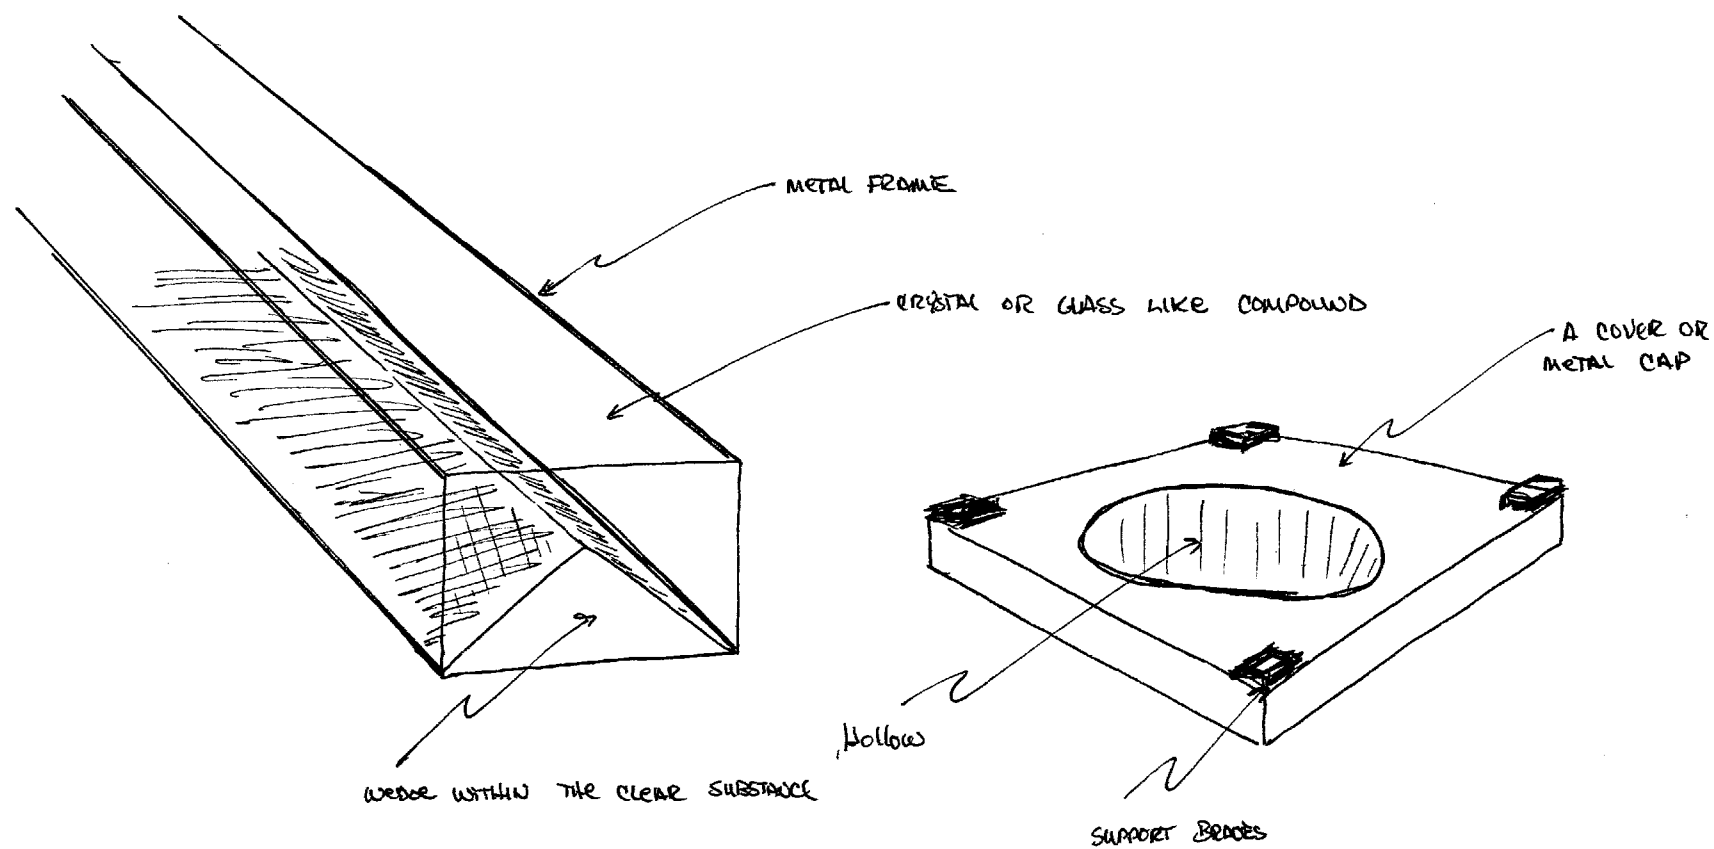 METAL FRAME
CRYSTAL OR GLASS LIKE COMPOUND
A COVER OR
METAL CAP
Hollow
WEDGE WITHIN THE CLEAR SUBSTANCE
SUPPORT BRACES